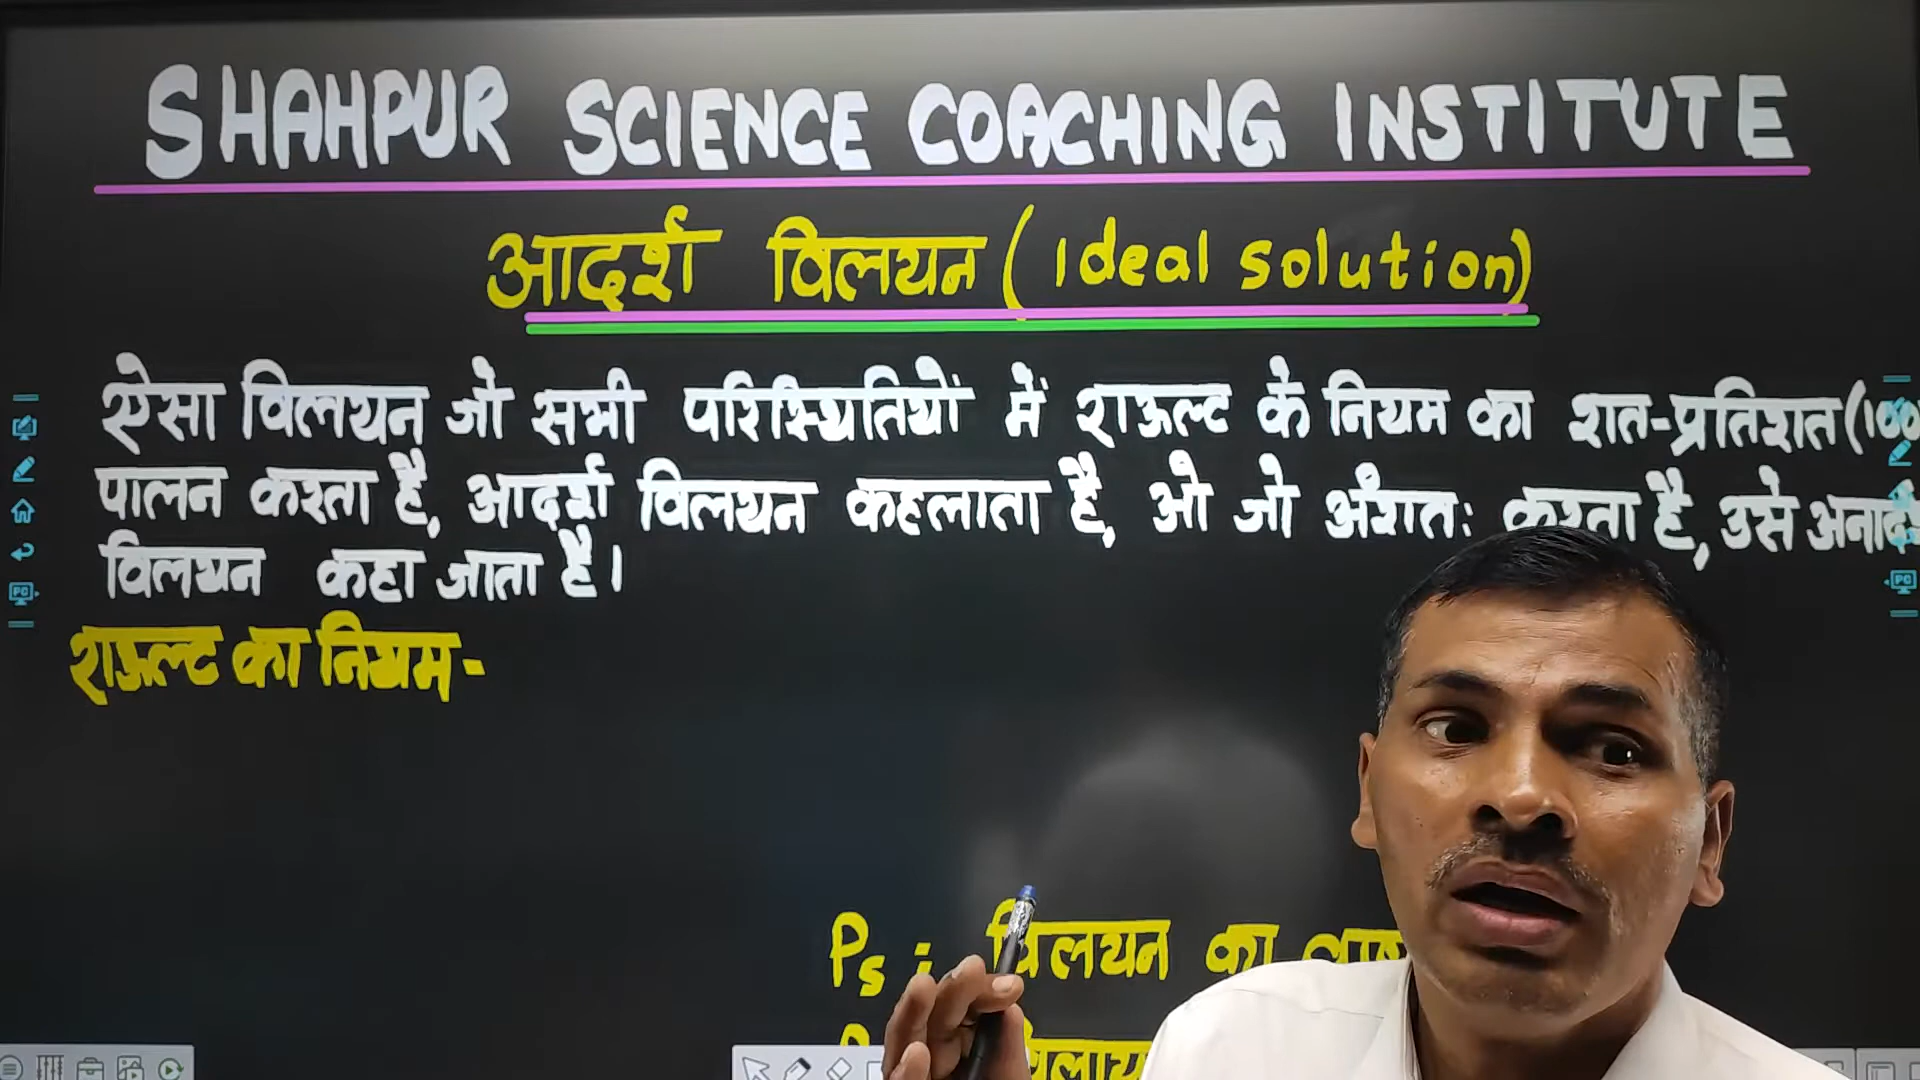 SHAHPUR SCIENCE COACHING INSTITUTE
आदर्श विलयन (Ideal solution)
ऐसा विलयन जो सभी परिस्थितियों में राऊल्ट के नियम का शत-प्रतिशत (100
पालन करता है, आदर्श विलयन कहलाता है, ओ जो अंशतः करता है, उसे
विलयन कहा जाता है।
राऊल्ट का नियम-
Ps : विलयन का